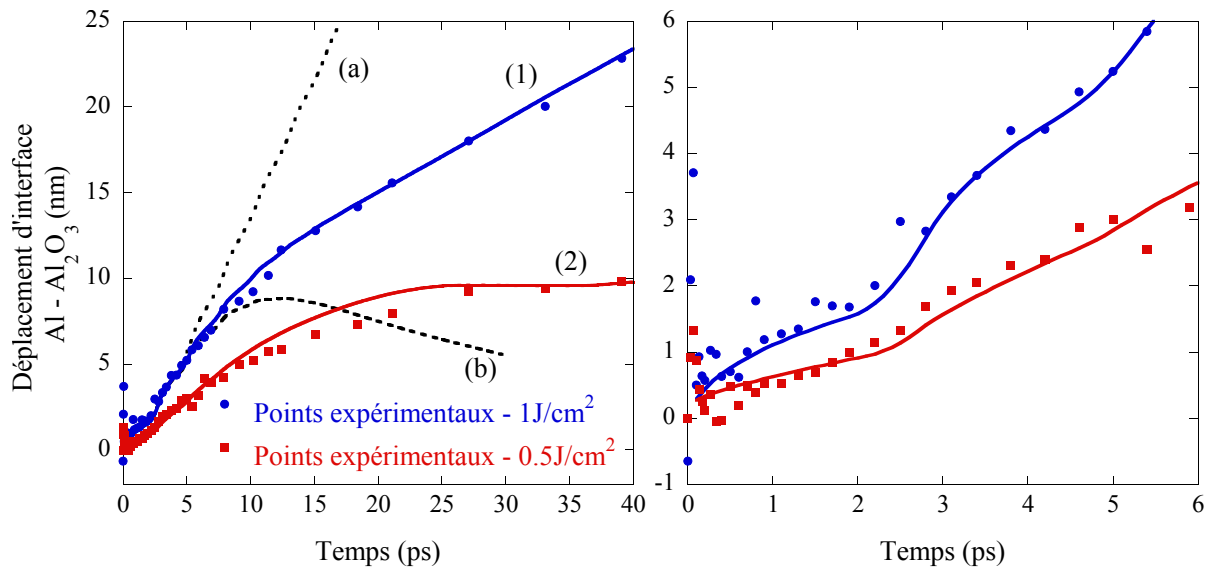 Déplacement d'interface
Al - Al2O3 (nm)
25
20
15
10
5
0
(a)
(1)
(2)
(b)
Points expérimentaux - 1J/cm2
Points expérimentaux - 0.5J/cm2
0 5 10 15 20 25 30 35 40
Temps (ps)
6
5
4
3
2
1
0
-1
0 1 2 3 4 5 6
Temps (ps)